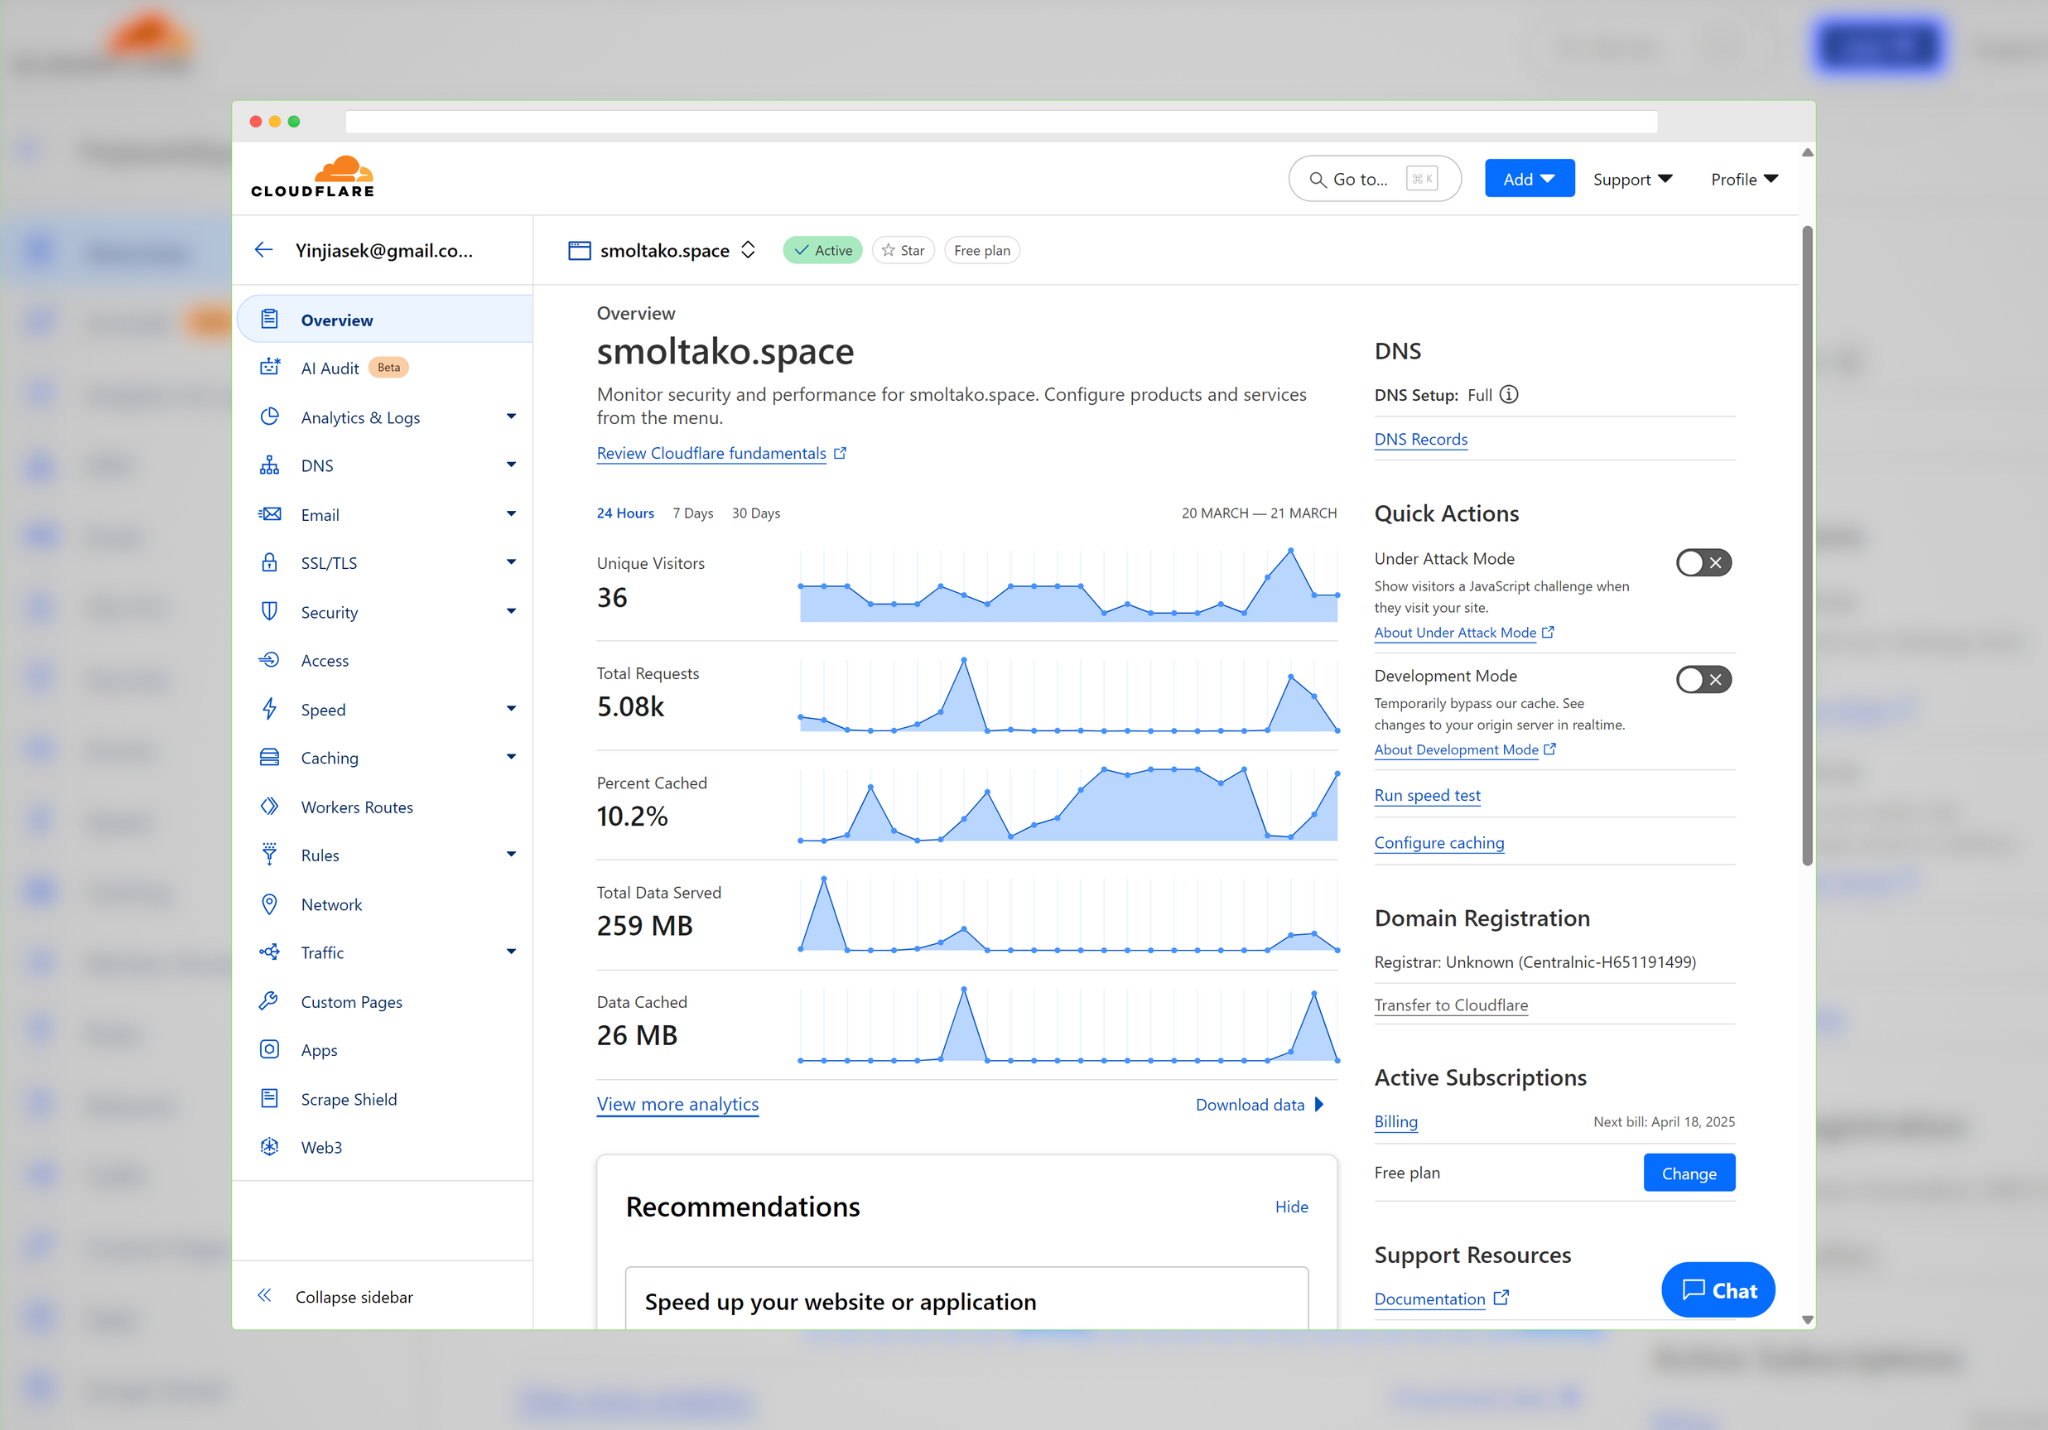 CLOUDFLARE
Go to...
⌘ K
Add
Support
Profile
Yinjiasek@gmail.co...
smoltako.space
Active
Star
Free plan
Overview
AI Audit
Beta
Analytics & Logs
DNS
Email
SSL/TLS
Security
Access
Speed
Caching
Workers Routes
Rules
Network
Traffic
Custom Pages
Apps
Scrape Shield
Web3
Collapse sidebar
Overview
smoltako.space
Monitor security and performance for smoltako.space. Configure products and services
from the menu.
Review Cloudflare fundamentals
24 Hours 7 Days 30 Days
20 MARCH — 21 MARCH
Unique Visitors
36
Total Requests
5.08k
Percent Cached
10.2%
Total Data Served
259 MB
Data Cached
26 MB
View more analytics
Download data
Recommendations
Hide
Speed up your website or application
DNS
DNS Setup: Full
DNS Records
Quick Actions
Under Attack Mode
Show visitors a JavaScript challenge when
they visit your site.
About Under Attack Mode
Development Mode
Temporarily bypass our cache. See
changes to your origin server in realtime.
About Development Mode
Run speed test
Configure caching
Domain Registration
Registrar: Unknown (Centralnic-H651191499)
Transfer to Cloudflare
Active Subscriptions
Billing
Next bill: April 18, 2025
Free plan
Change
Support Resources
Documentation
Chat